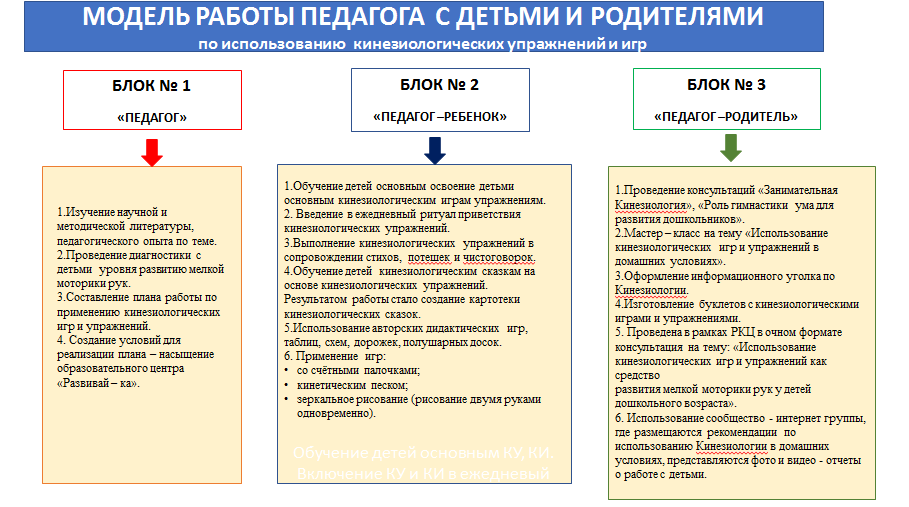 МОДЕЛЬ РАБОТЫ ПЕДАГОГА С ДЕТЬМИ И РОДИТЕЛЯМИ
по использованию кинезиологических упражнений и игр
БЛОК № 1
«ПЕДАГОГ»
1.Изучение научной и
методической литературы,
педагогического опыта по теме.
2.Проведение диагностики с
детьми уровня развитию мелкой
моторики рук.
3.Составление плана работы по
применению кинезиологических
игр и упражнений.
4. Создание условий для
реализации плана – насыщение
образовательного центра
«Развивай – ка».
БЛОК № 2
«ПЕДАГОГ–РЕБЕНОК»
1.Обучение детей основным освоение детьми
основным кинезиологическим играм упражнениям.
2. Введение в ежедневный ритуал приветствия
кинезиологических упражнений.
3.Выполнение кинезиологических упражнений в
сопровождении стихов, потешек и чистоговорок.
4.Обучение детей кинезиологическим сказкам на
основе кинезиологических упражнений.
Результатом работы стало создание картотеки
кинезиологических сказок.
5.Использование авторских дидактических игр,
таблиц, схем, дорожек, полушарных досок.
6. Применение игр:
• со счётными палочками;
• кинетическим песком;
• зеркальное рисование (рисование двумя руками
одновременно).
Обучение детей основным КУ, КИ.
Включение КУ и КИ в ежедневный
БЛОК № 3
«ПЕДАГОГ–РОДИТЕЛЬ»
1.Проведение консультаций «Занимательная
Кинезиология», «Роль гимнастики ума для
развития дошкольников».
2.Мастер – класс на тему «Использование
кинезиологических игр и упражнений в
домашних условиях».
3.Оформление информационного уголка по
Кинезиологии.
4.Изготовление буклетов с кинезиологическими
играми и упражнениями.
5. Проведена в рамках РКЦ в очном формате
консультация на тему: «Использование
кинезиологических игр и упражнений как
средство
развития мелкой моторики рук у детей
дошкольного возраста».
6. Использование сообщество - интернет группы,
где размещаются рекомендации по
использованию Кинезиологии в домашних
условиях, представляются фото и видео - отчеты
о работе с детьми.